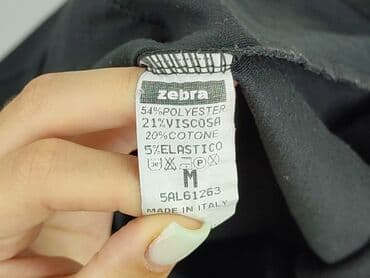 zebra
54%POLYESTER
21%VISCOSA
20%COTONE
5%ELASTICO
P
M
5AL61263
MADE IN ITALY